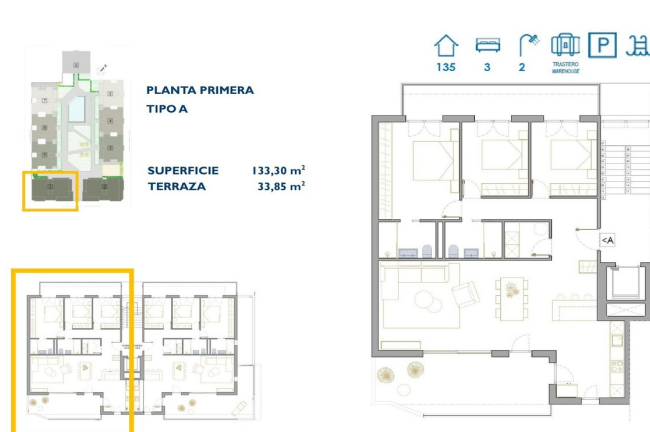 135
3
2
TRASTERO
WAREHOUSE
P
PLANTA PRIMERA
TIPO A
SUPERFICIE 133,30 m²
TERRAZA 33,85 m²
<A